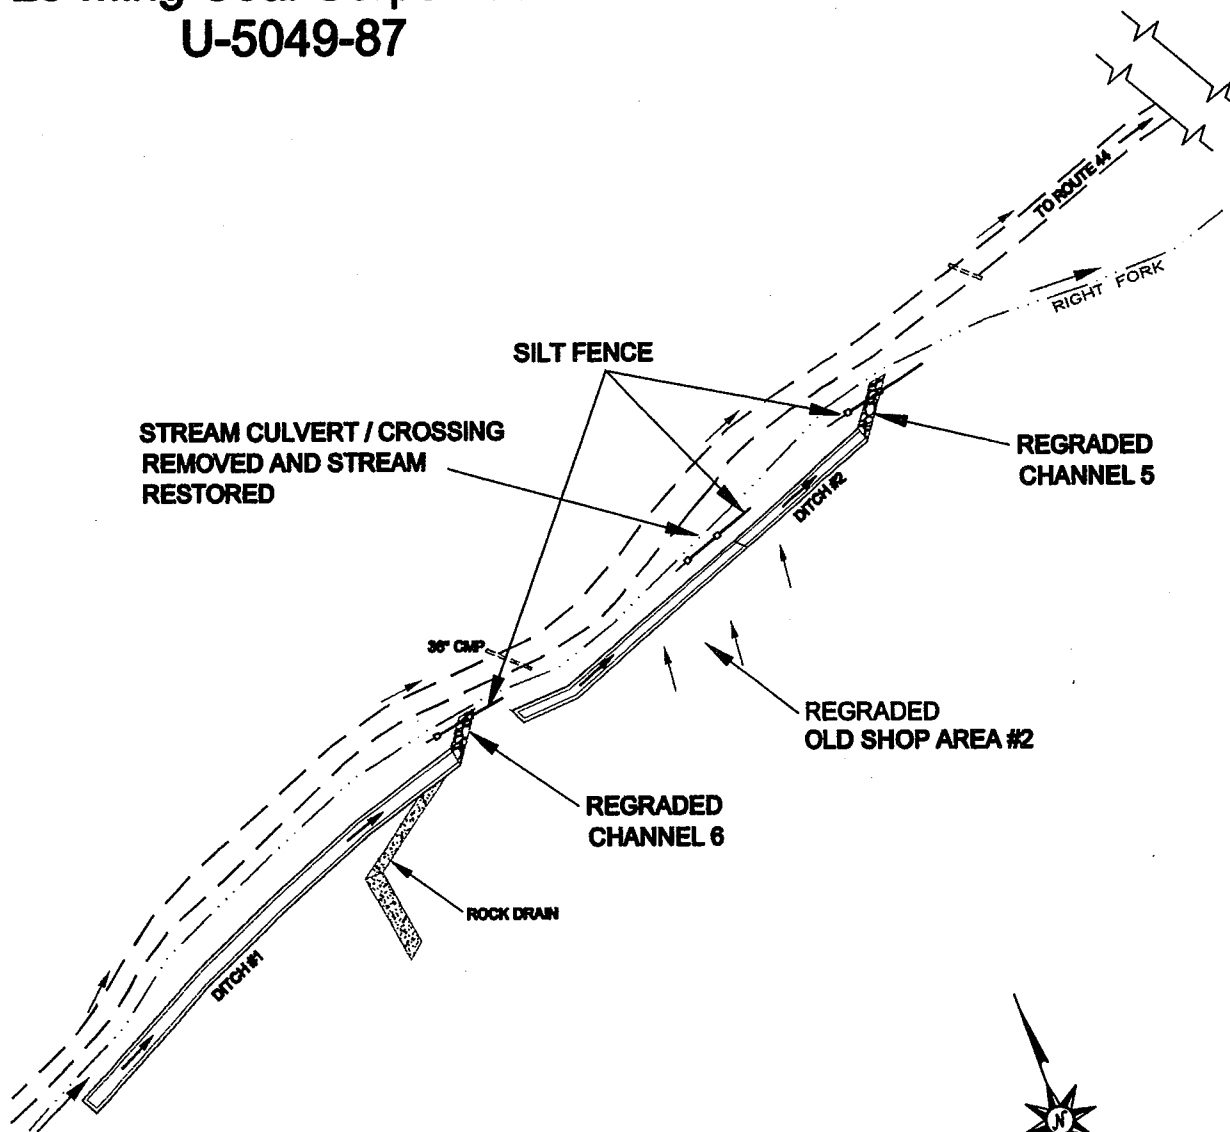 U-5049-87
TO ROUTE 44
RIGHT FORK
SILT FENCE
STREAM CULVERT / CROSSING
REMOVED AND STREAM
RESTORED
REGRADED
CHANNEL 5
DITCH #2
36" CMP
REGRADED
OLD SHOP AREA #2
REGRADED
CHANNEL 6
ROCK DRAIN
DITCH #1
N